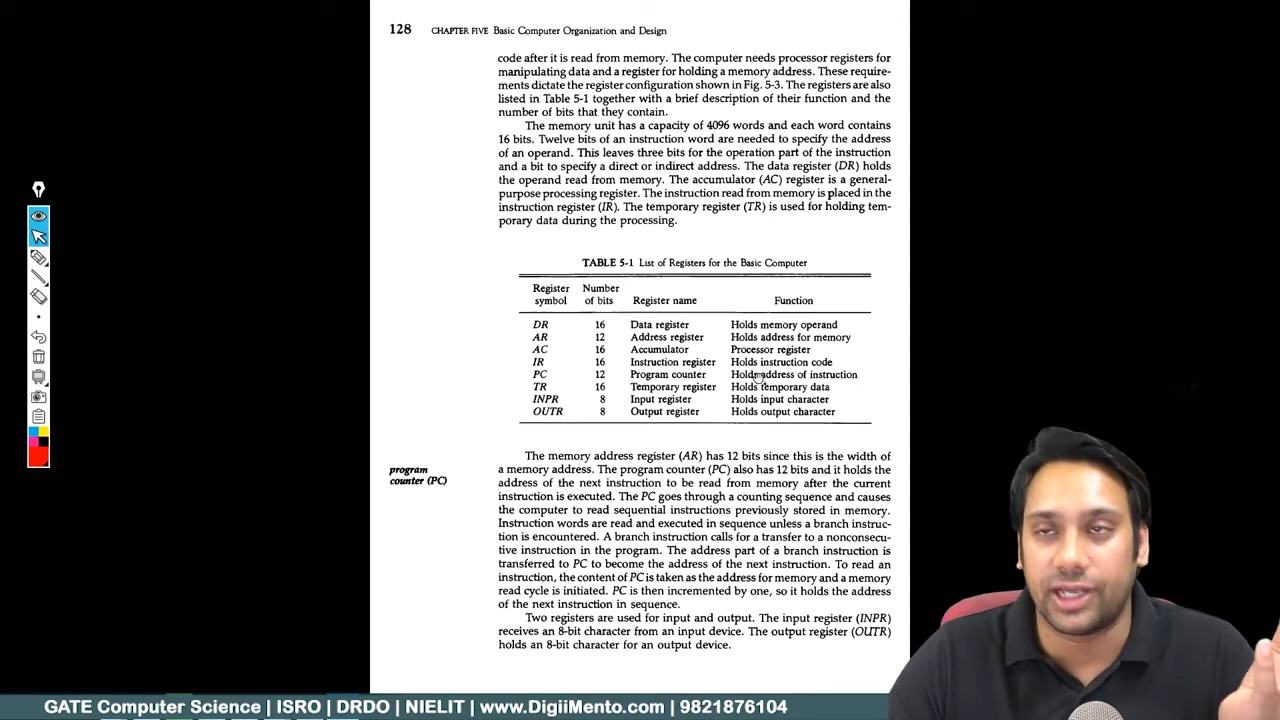 128 CHAPTER FIVE Basic Computer Organization and Design
code after it is read from memory. The computer needs processor registers for
manipulating data and a register for holding a memory address. These require-
ments dictate the register configuration shown in Fig. 5-3. The registers are also
listed in Table 5-1 together with a brief description of their function and the
number of bits that they contain.
The memory unit has a capacity of 4096 words and each word contains
16 bits. Twelve bits of an instruction word are needed to specify the address
of an operand. This leaves three bits for the operation part of the instruction
and a bit to specify a direct or indirect address. The data register (DR) holds
the operand read from memory. The accumulator (AC) register is a general-
purpose processing register. The instruction read from memory is placed in the
instruction register (IR). The temporary register (TR) is used for holding tem-
porary data during the processing.
TABLE 5-1 List of Registers for the Basic Computer
Register symbol Number of bits Register name Function
DR 16 Data register Holds memory operand
AR 12 Address register Holds address for memory
AC 16 Accumulator Processor register
IR 16 Instruction register Holds instruction code
PC 12 Program counter Holds address of instruction
TR 16 Temporary register Holds temporary data
INPR 8 Input register Holds input character
OUTR 8 Output register Holds output character
program
counter (PC)
The memory address register (AR) has 12 bits since this is the width of
a memory address. The program counter (PC) also has 12 bits and it holds the
address of the next instruction to be read from memory after the current
instruction is executed. The PC goes through a counting sequence and causes
the computer to read sequential instructions previously stored in memory.
Instruction words are read and executed in sequence unless a branch instruc-
tion is encountered. A branch instruction calls for a transfer to a nonconsecu-
tive instruction in the program. The address part of a branch instruction is
transferred to PC to become the address of the next instruction. To read an
instruction, the content of PC is taken as the address for memory and a memory
read cycle is initiated. PC is then incremented by one, so it holds the address
of the next instruction in sequence.
Two registers are used for input and output. The input register (INPR)
receives an 8-bit character from an input device. The output register (OUTR)
holds an 8-bit character for an output device.
GATE Computer Science | ISRO | DRDO | NIELIT | www.DigiiMento.com | 9821876104